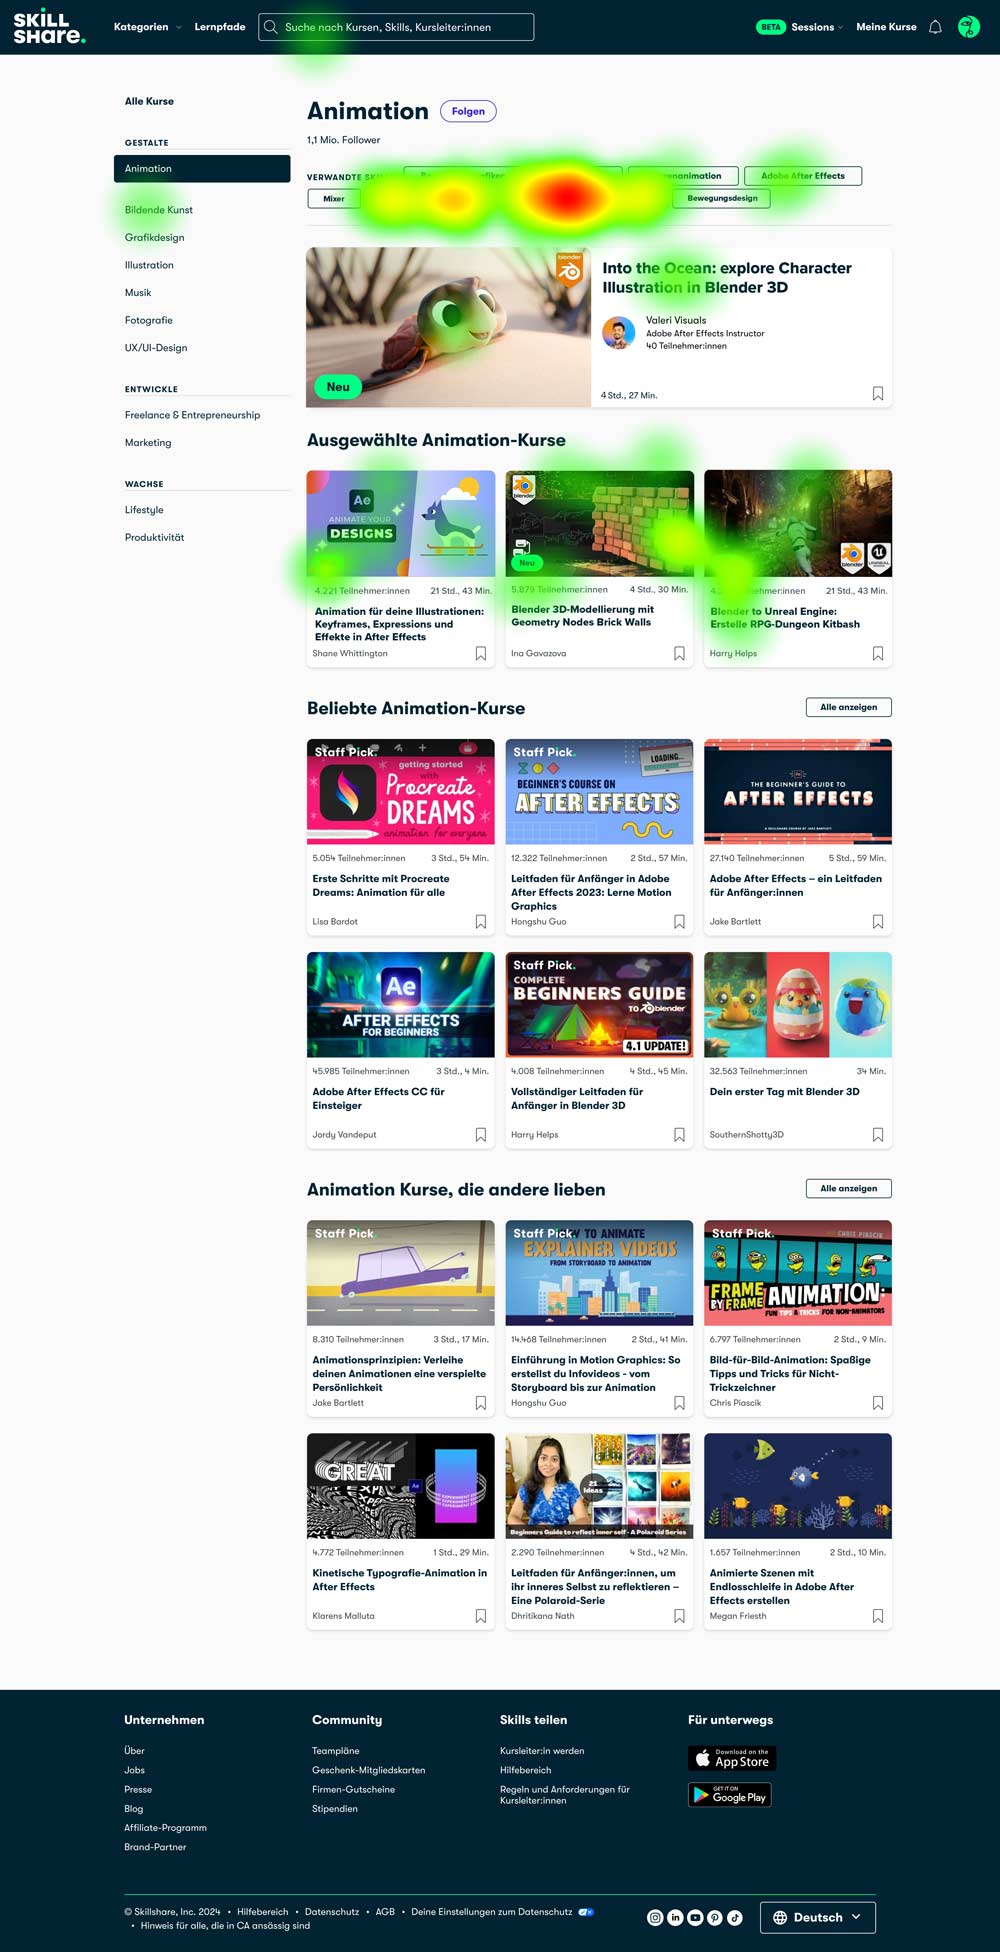 SKILL
SHARE.
Kategorien
Lernpfade
Suche nach Kursen, Skills, Kursleiter:innen
BETA
Sessions
Meine Kurse
Alle Kurse
GESTALTE
Animation
Bildende Kunst
Grafikdesign
Illustration
Musik
Fotografie
UX/UI-Design
ENTWICKLE
Freelance & Entrepreneurship
Marketing
WACHSE
Lifestyle
Produktivität
Animation
Folgen
1,1 Mio. Follower
VERWANDTE
Adobe After Effects
Mixer
Bewegungsdesign
blender
Neu
Into the Ocean: explore Character
Illustration in Blender 3D
Valeri Visuals
Adobe After Effects Instructor
40 Teilnehmer:innen
4 Std., 27 Min.
Ausgewählte Animation-Kurse
Ae
ANIMATE YOUR
DESIGNS
4.221 Teilnehmer:innen
21 Std., 43 Min.
Animation für deine Illustrationen:
Keyframes, Expressions und
Effekte in After Effects
Shane Whittington
blender
Neu
5.879 Teilnehmer:innen
4 Std., 30 Min.
Blender 3D-Modellierung mit
Geometry Nodes Brick Walls
Ina Gavazova
blender
Teilnehmer:innen
21 Std., 43 Min.
Blender to Unreal Engine:
Erstelle RPG-Dungeon Kitbash
Harry Helps
Beliebte Animation-Kurse
Alle anzeigen
Staff Pick.
getting started
with
Procreate
DREAMS
animation for everyone
5.054 Teilnehmer:innen
3 Std., 54 Min.
Erste Schritte mit Procreate
Dreams: Animation für alle
Lisa Bardot
Staff Pick.
LOADING...
BEGINNER'S COURSE ON
AFTER EFFECTS
12.322 Teilnehmer:innen
2 Std., 57 Min.
Leitfaden für Anfänger in Adobe
After Effects 2023: Lerne Motion
Graphics
Hongshu Guo
THE BEGINNER'S GUIDE TO
AFTER EFFECTS
A SKILLSHARE COURSE BY JAKE BARTLETT
27.140 Teilnehmer:innen
5 Std., 59 Min.
Adobe After Effects – ein Leitfaden
für Anfänger:innen
Jake Bartlett
Ae
AFTER EFFECTS
FOR BEGINNERS
45.985 Teilnehmer:innen
3 Std., 4 Min.
Adobe After Effects CC für
Einsteiger
Jordy Vandeput
Staff Pick.
COMPLETE
BEGINNERS GUIDE
TO blender
4.1 UPDATE!
4.008 Teilnehmer:innen
4 Std., 45 Min.
Vollständiger Leitfaden für
Anfänger in Blender 3D
Harry Helps
32.563 Teilnehmer:innen
34 Min.
Dein erster Tag mit Blender 3D
SouthernShotty3D
Animation Kurse, die andere lieben
Alle anzeigen
Staff Pick.
8.310 Teilnehmer:innen
3 Std., 17 Min.
Animationsprinzipien: Verleihe
deinen Animationen eine verspielte
Persönlichkeit
Jake Bartlett
Staff Pick.
TO ANIMATE
EXPLAINER VIDEOS
FROM STORYBOARD TO ANIMATION
14.468 Teilnehmer:innen
2 Std., 41 Min.
Einführung in Motion Graphics: So
erstellst du Infovideos - vom
Storyboard bis zur Animation
Hongshu Guo
Staff Pick.
CHRIS PIASCIK
FRAME
BY FRAME ANIMATION:
FUN TIPS & TRICKS FOR NON-ANIMATORS
6.797 Teilnehmer:innen
2 Std., 9 Min.
Bild-für-Bild-Animation: Spaßige
Tipps und Tricks für Nicht-
Trickzeichner
Chris Piascik
GREAT
Ae
4.772 Teilnehmer:innen
1 Std., 29 Min.
Kinetische Typografie-Animation in
After Effects
Klarens Malluta
21
Ideas
Beginners Guide to reflect inner self - A Polaroid Series
2.290 Teilnehmer:innen
4 Std., 42 Min.
Leitfaden für Anfänger:innen, um
ihr inneres Selbst zu reflektieren –
Eine Polaroid-Serie
Dhritikana Nath
1.657 Teilnehmer:innen
2 Std., 10 Min.
Animierte Szenen mit
Endlosschleife in Adobe After
Effects erstellen
Megan Friesth
Unternehmen
Über
Jobs
Presse
Blog
Affiliate-Programm
Brand-Partner
Community
Teampläne
Geschenk-Mitgliedskarten
Firmen-Gutscheine
Stipendien
Skills teilen
Kursleiter:in werden
Hilfebereich
Regeln und Anforderungen für
Kursleiter:innen
Für unterwegs
Download on the
App Store
GET IT ON
Google Play
© Skillshare, Inc. 2024 • Hilfebereich • Datenschutz • AGB • Deine Einstellungen zum Datenschutz
• Hinweis für alle, die in CA ansässig sind
Deutsch